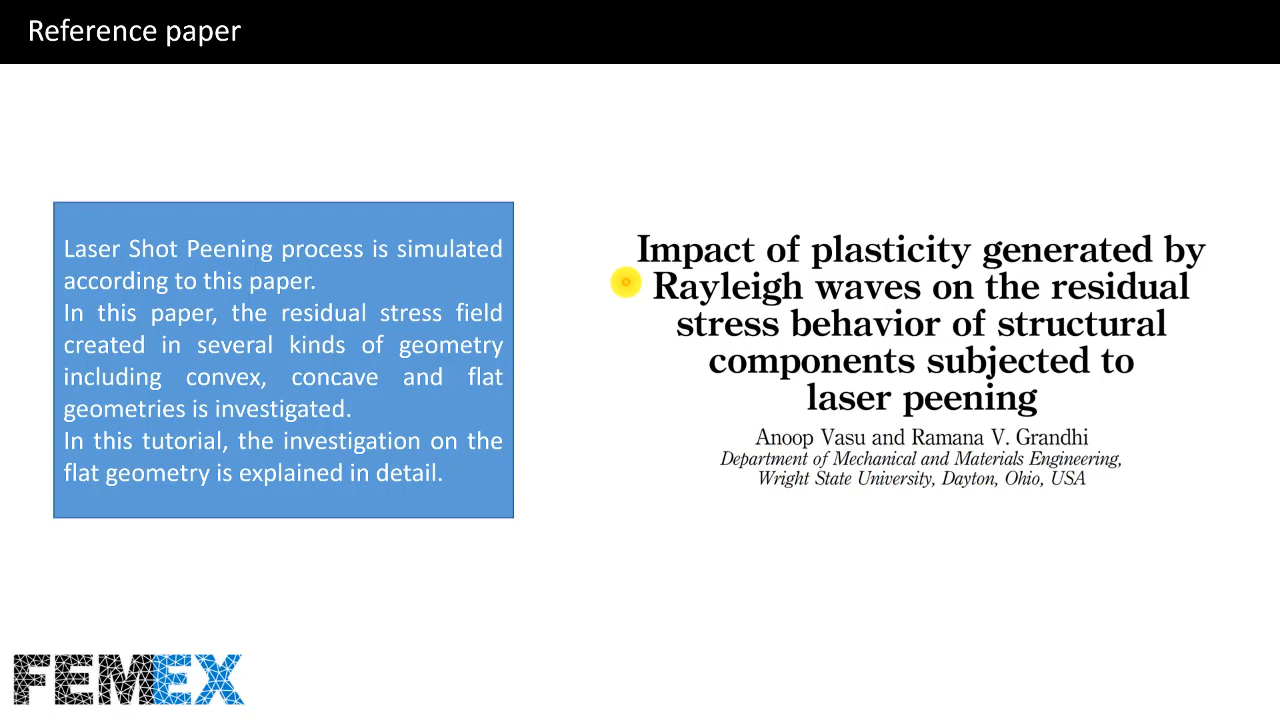 Reference paper
Laser Shot Peening process is simulated
according to this paper.
In this paper, the residual stress field
created in several kinds of geometry
including convex, concave and flat
geometries is investigated.
In this tutorial, the investigation on the
flat geometry is explained in detail.
Impact of plasticity generated by
Rayleigh waves on the residual
stress behavior of structural
components subjected to
laser peening
Anoop Vasu and Ramana V. Grandhi
Department of Mechanical and Materials Engineering,
Wright State University, Dayton, Ohio, USA
FEMEX